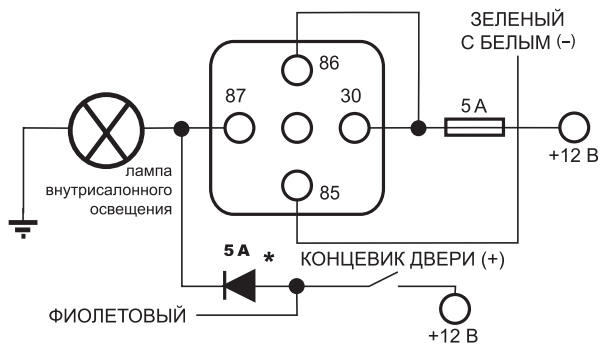 ЗЕЛЕНЫЙ
С БЕЛЫМ (–)
86
87
30
5 А
+12 В
лампа
внутрисалонного
освещения
85
5 А *
КОНЦЕВИК ДВЕРИ (+)
ФИОЛЕТОВЫЙ
+12 В